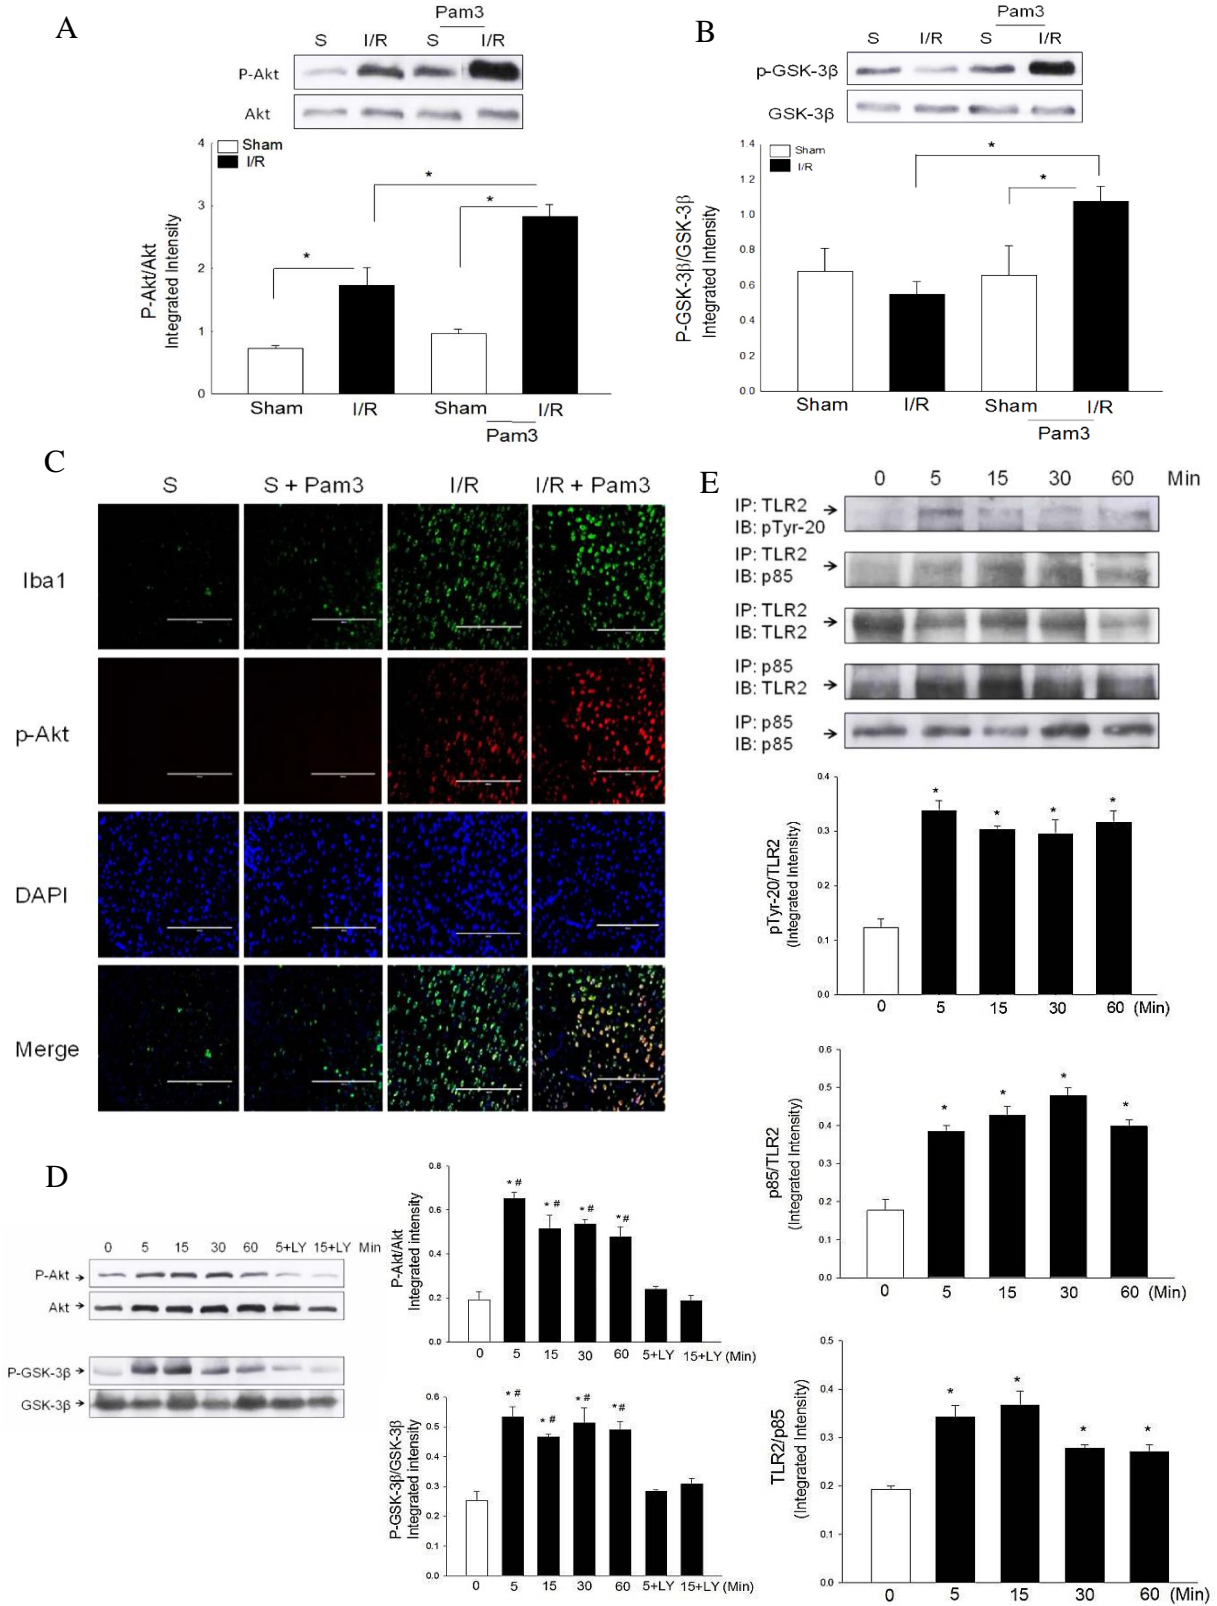 A
Pam3
S I/R S I/R
P-Akt
Akt
Sham
I/R
4
3
2
1
0
P-Akt/Akt
Integrated Intensity
*
*
*
Sham I/R Sham I/R
Pam3
B
Pam3
S I/R S I/R
p-GSK-3β
GSK-3β
Sham
I/R
1.4
1.2
1.0
0.8
0.6
0.4
0 2
0 0
P-GSK-3β/GSK-3β
Integrated Intensity
*
*
Sham I/R Sham I/R
Pam3
C
S S + Pam3 I/R I/R + Pam3
Iba1
p-Akt
DAPI
Merge
D
0 5 15 30 60 5+LY 15+LY Min
P-Akt
Akt
P-GSK-3β
GSK-3β
0.8
0.6
0.4
0.2
0.0
P-Akt/Akt
Integrated intensity
* # * # * # *#
0 5 15 30 60 5+LY 15+LY (Min)
0.6
0.5
0.4
0.3
0.2
0.1
0.0
P-GSK-3β/GSK-3β
Integrated intensity
* # * # * # *#
0 5 15 30 60 5+LY 15+LY (Min)
E
0 5 15 30 60 Min
IP: TLR2
IB: pTyr-20
IP: TLR2
IB: p85
IP: TLR2
IB: TLR2
IP: p85
IB: TLR2
IP: p85
IB: p85
0.4
0.3
0.2
0.1
0.0
pTyr-20/TLR2
(Integrated Intensity)
* * * *
0 5 15 30 60 (Min)
0.6
0.5
0.4
0.3
0.2
0.1
0.0
p85/TLR2
(Integrated Intensity)
* * * *
0 5 15 30 60 (Min)
0.5
0.4
0.3
0.2
0.1
0.0
TLR2/p85
(Integrated Intensity)
* * * *
0 5 15 30 60 (Min)